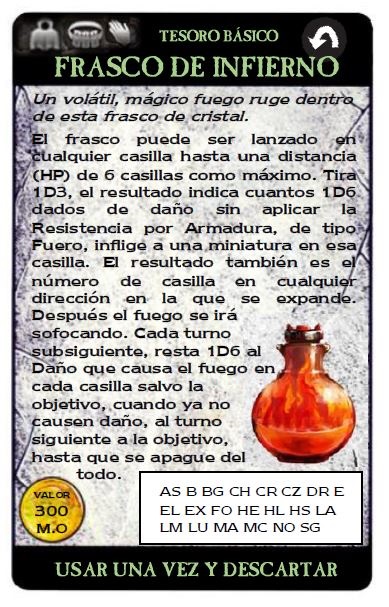 TESORO BÁSICO
FRASCO DE INFIERNO
Un volátil, mágico fuego ruge dentro
de esta frasco de cristal.
El frasco puede ser lanzado en
cualquier casilla hasta una distancia
(HP) de 6 casillas como máximo. Tira
1D3, el resultado indica cuantos 1D6
dados de daño sin aplicar la
Resistencia por Armadura, de tipo
Fuero, inflige a una miniatura en esa
casilla. El resultado también es el
número de casilla en cualquier
dirección en la que se expande.
Después el fuego se irá
sofocando. Cada turno
subsiguiente, resta 1D6 al
Daño que causa el fuego en
cada casilla salvo la
objetivo, cuando ya no
causen daño, al turno
siguiente a la objetivo,
hasta que se apague del
todo.
VALOR
300
M.O
AS B BG CH CR CZ DR E
EL EX FO HE HL HS LA
LM LU MA MC NO SG
USAR UNA VEZ Y DESCARTAR